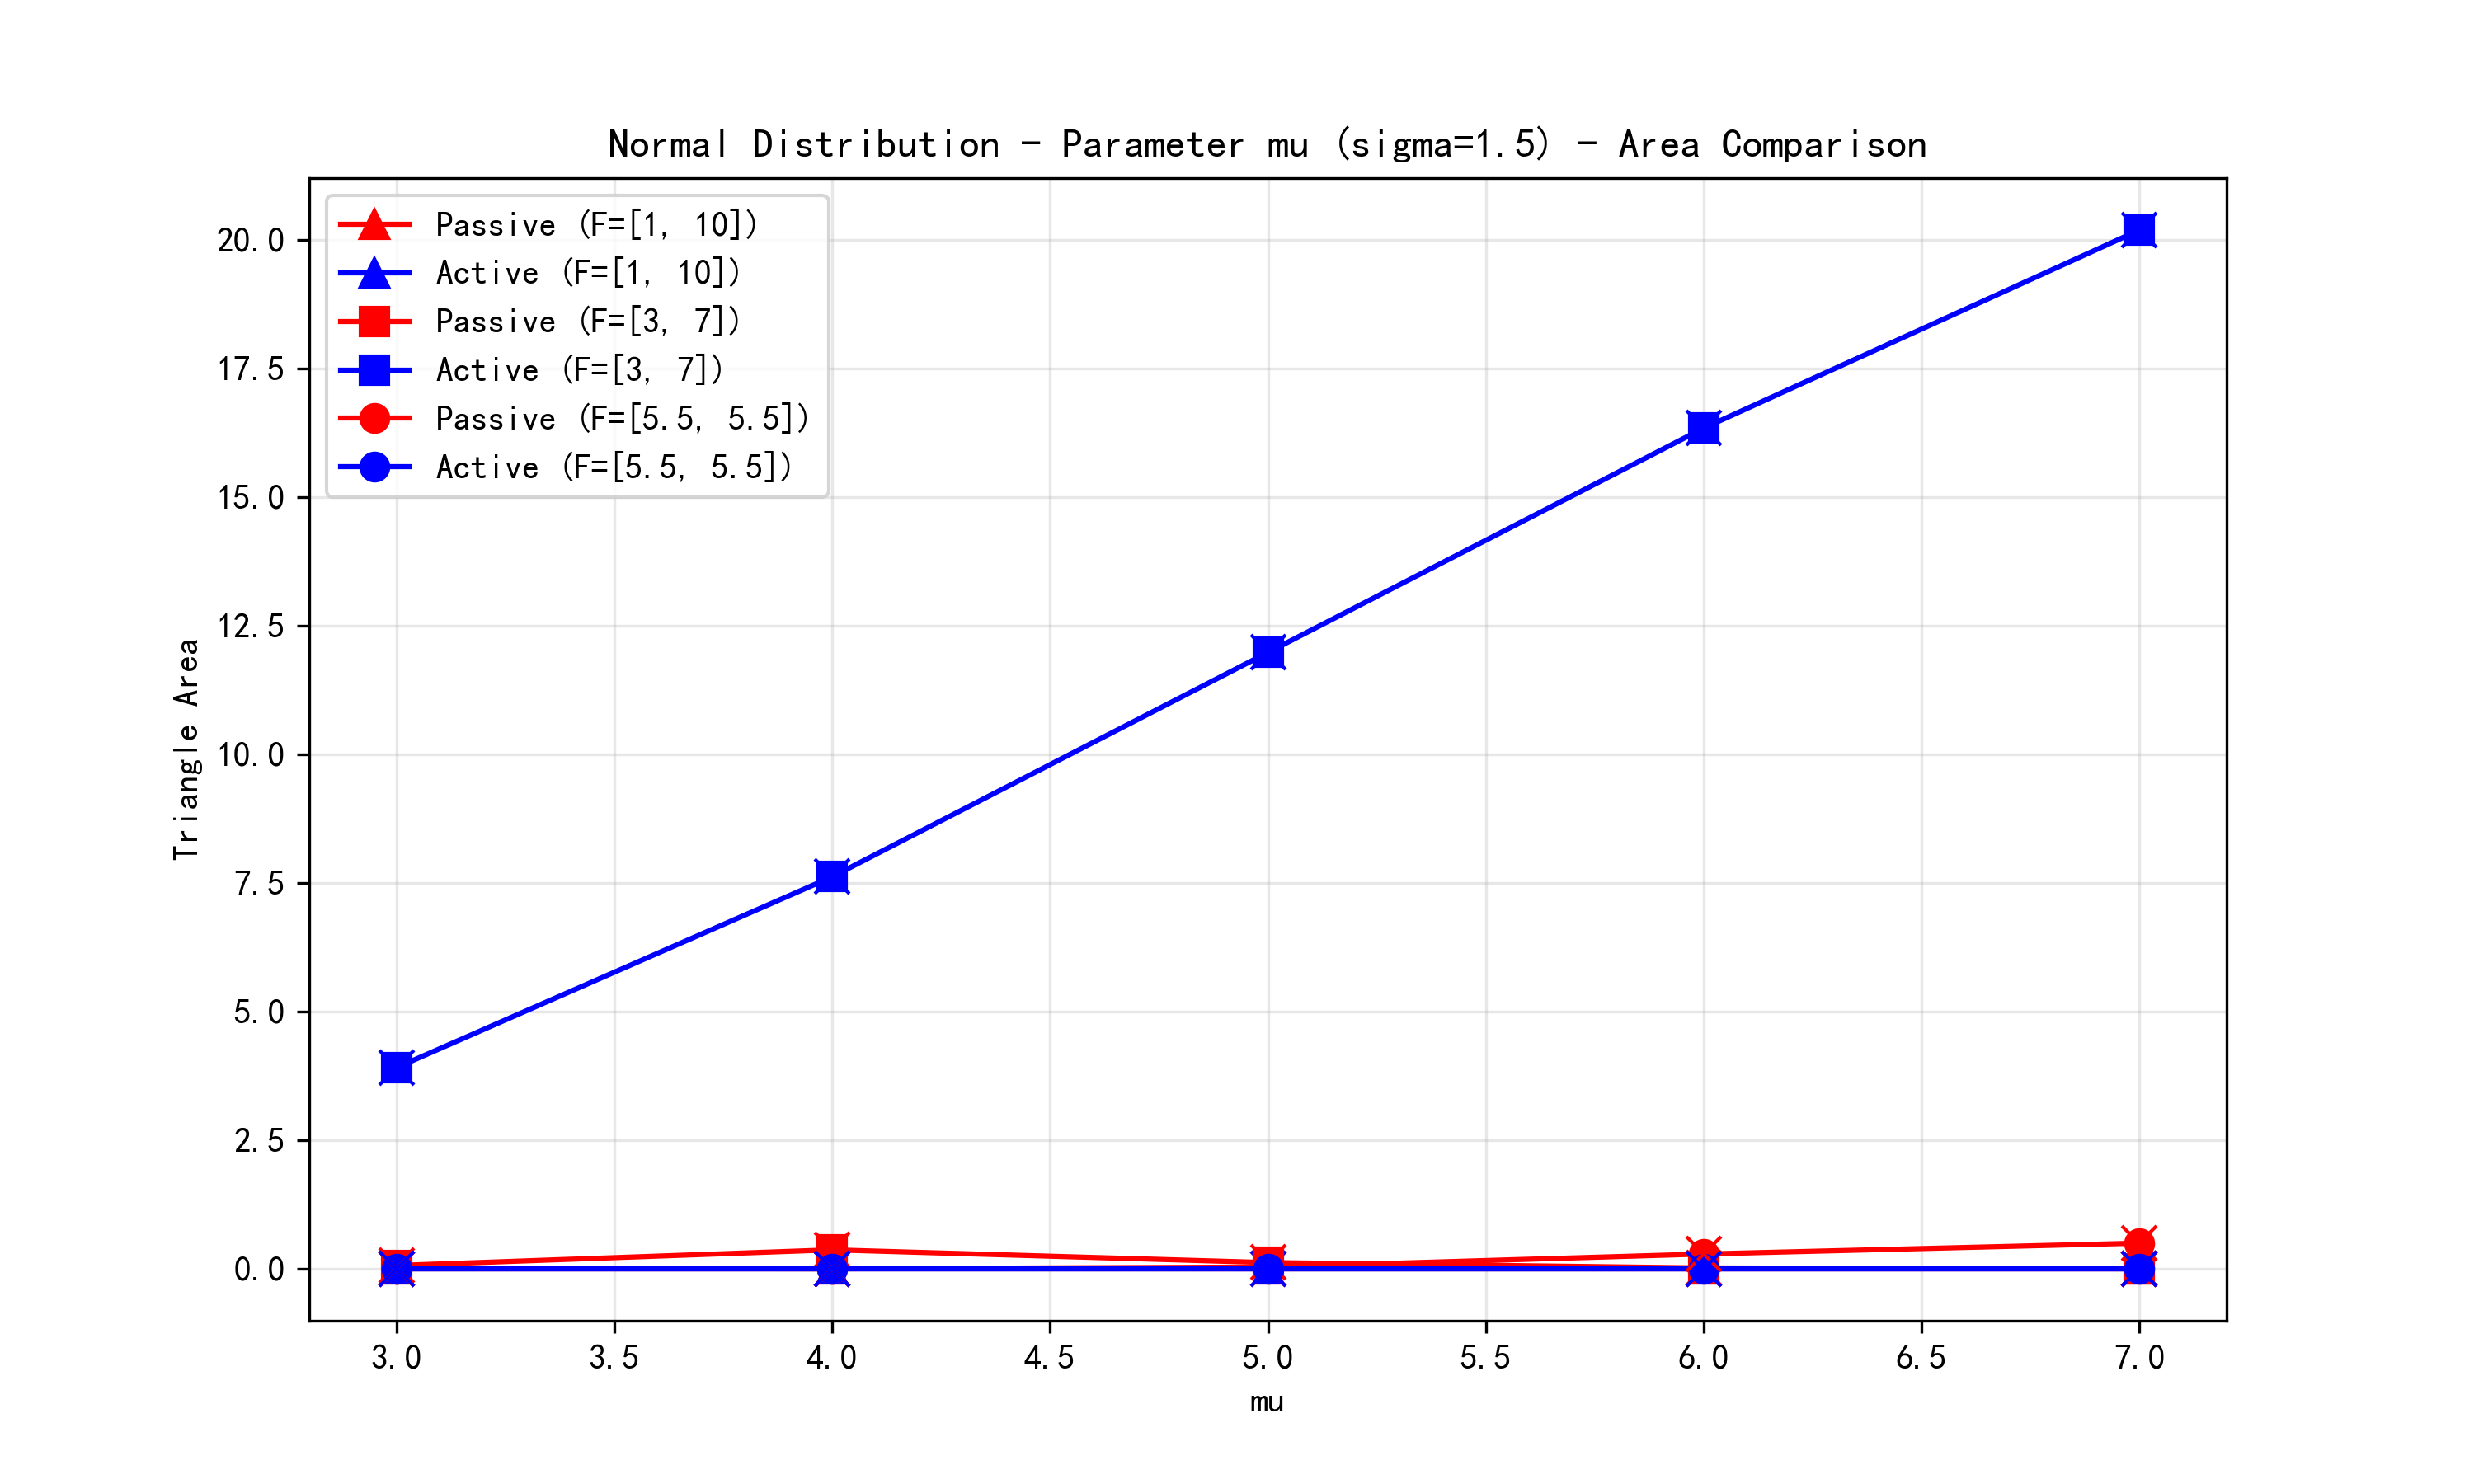 Normal Distribution - Parameter mu (sigma=1.5) - Area Comparison
Passive (F=[1, 10])
Active (F=[1, 10])
Passive (F=[3, 7])
Active (F=[3, 7])
Passive (F=[5.5, 5.5])
Active (F=[5.5, 5.5])
Triangle Area
20.0
17.5
15.0
12.5
10.0
7.5
5.0
2.5
0.0
3.0 3.5 4.0 4.5 5.0 5.5 6.0 6.5 7.0
mu